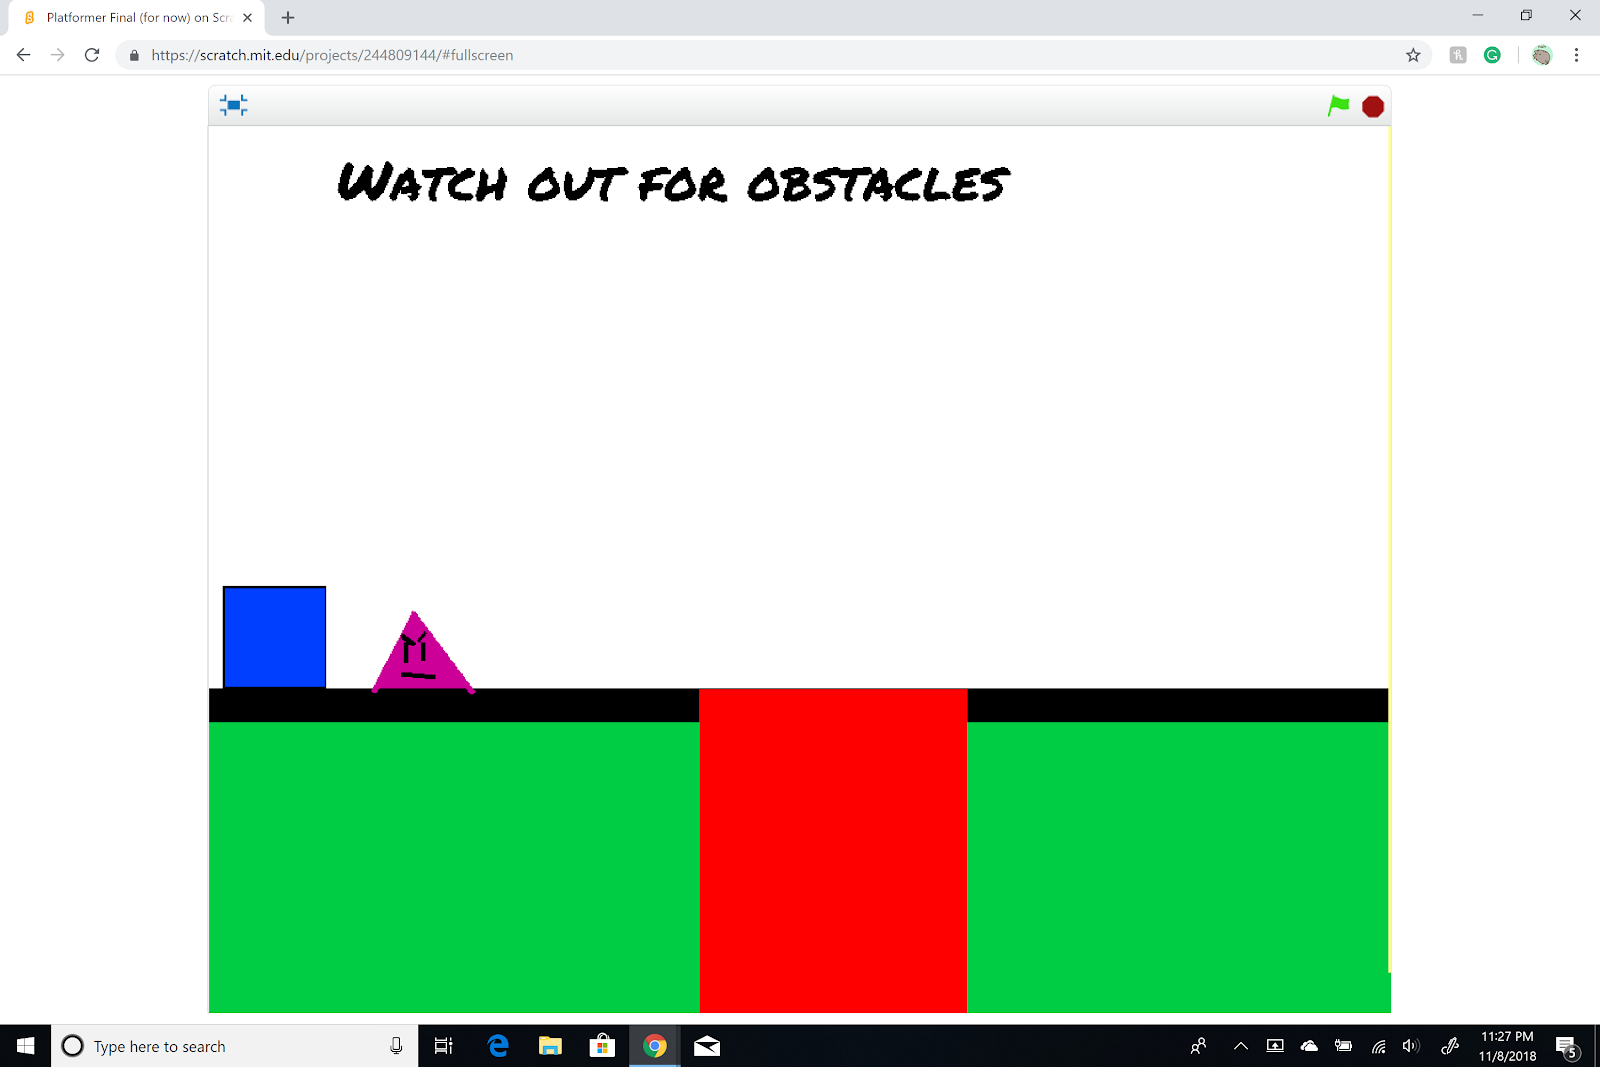 Platformer Final (for now) on Scr
https://scratch.mit.edu/projects/244809144/#fullscreen
WATCH OUT FOR OBSTACLES
Type here to search
11:27 PM
11/8/2018
5